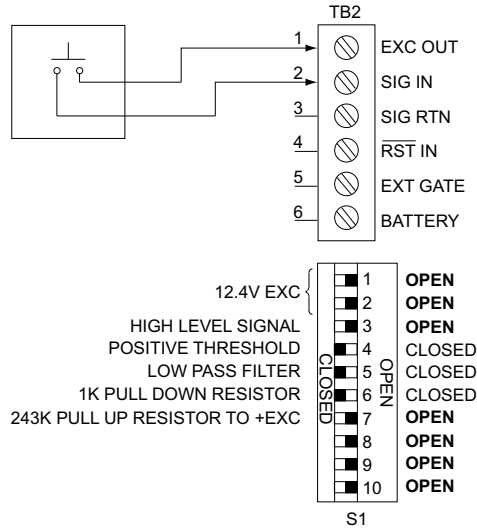 TB2
1 EXC OUT
2 SIG IN
3 SIG RTN
4 RST IN
5 EXT GATE
6 BATTERY
12.4V EXC
HIGH LEVEL SIGNAL
POSITIVE THRESHOLD
LOW PASS FILTER
1K PULL DOWN RESISTOR
243K PULL UP RESISTOR TO +EXC
CLOSED
OPEN
1 OPEN
2 OPEN
3 OPEN
4 CLOSED
5 CLOSED
6 CLOSED
7 OPEN
8 OPEN
9 OPEN
10 OPEN
S1